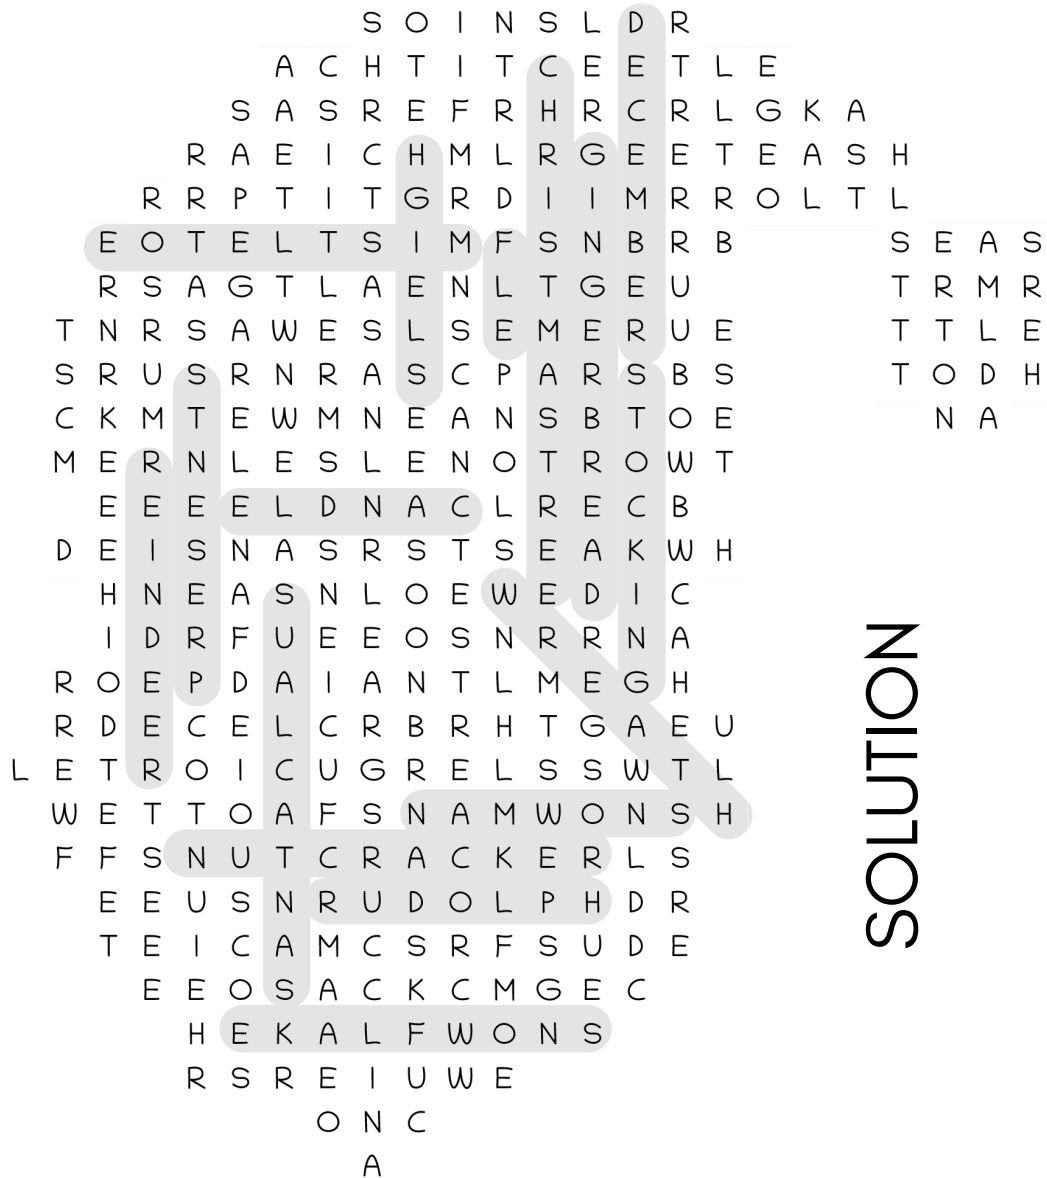 S O I N S L D R
A C H T I T C E E T L E
S A S R E F R H R C R L G K A
R A E I C H M L R G E E T E A S H
R R P T I T G R D I I M R R O L T L
E O T E L T S I M F S N B R B S E A S
R S A G T L A E N L T G E U T R M R
T N R S A W E S L S E M E R U E T T L E
S R U S R N R A S C P A R S B S T O D H
C K M T E W M N E A N S B T O E N A
M E R N L E S L E N O T R O W T
E E E E L D N A C L R E C B
D E I S N A S R S T S E A K W H
H N E A S N L O E W E D I C
I D R F U E E O S N R R N A
R O E P D A I A N T L M E G H
R D E C E L C R B R H T G A E U
L E T R O I C U G R E L S S W T L
W E T T O A F S N A M W O N S H
F F S N U T C R A C K E R L S
E E U S N R U D O L P H D R
T E I C A M C S R F S U D E
E E O S A C K C M G E C
H E K A L F W O N S
R S R E I U W E
O N C
A
SOLUTION